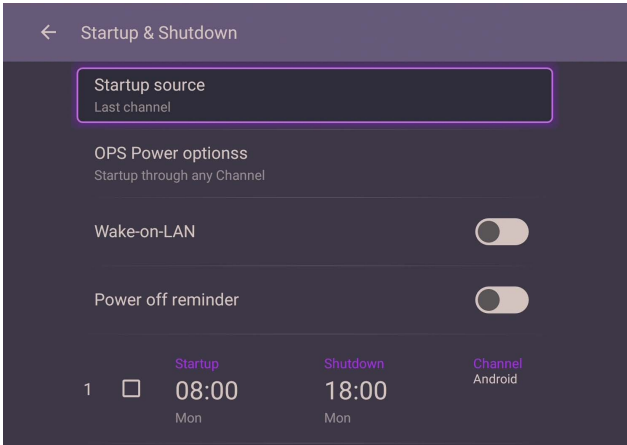 Startup & Shutdown
Startup source
Last channel
OPS Power optionss
Startup through any Channel
Wake-on-LAN
Power off reminder
Startup Shutdown Channel
1 08:00 18:00 Android
Mon Mon